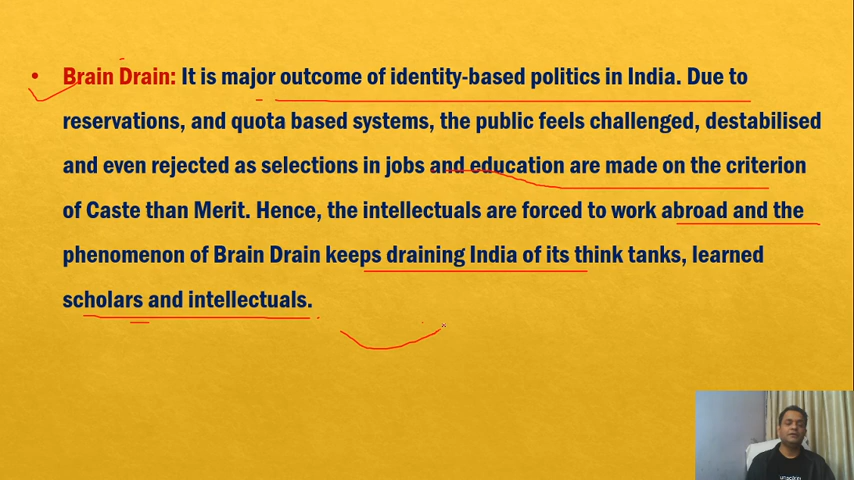 • Brain Drain: It is major outcome of identity-based politics in India. Due to
reservations, and quota based systems, the public feels challenged, destabilised
and even rejected as selections in jobs and education are made on the criterion
of Caste than Merit. Hence, the intellectuals are forced to work abroad and the
phenomenon of Brain Drain keeps draining India of its think tanks, learned
scholars and intellectuals.